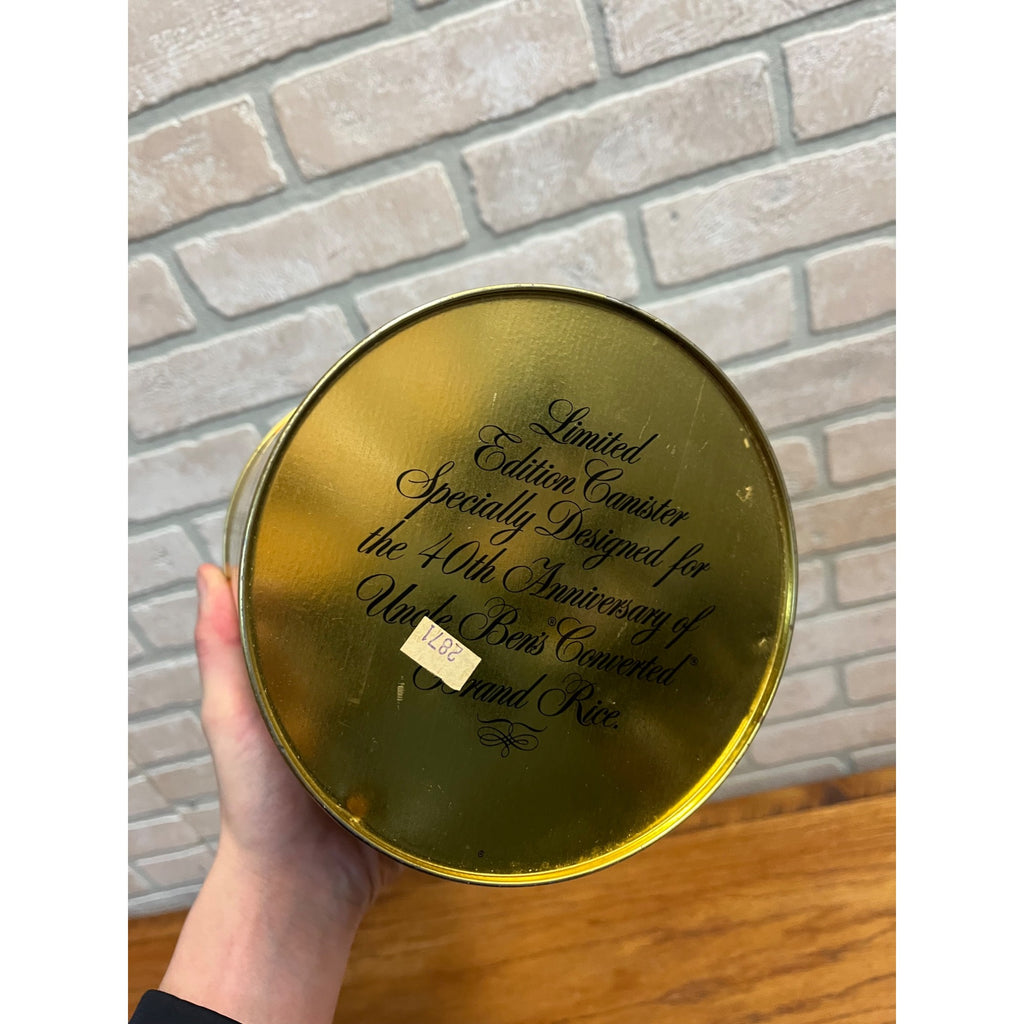 Limited
Edition Canister
Specially Designed for
the 40th Anniversary of
Uncle Ben's® Converted®
Brand Rice.
2871